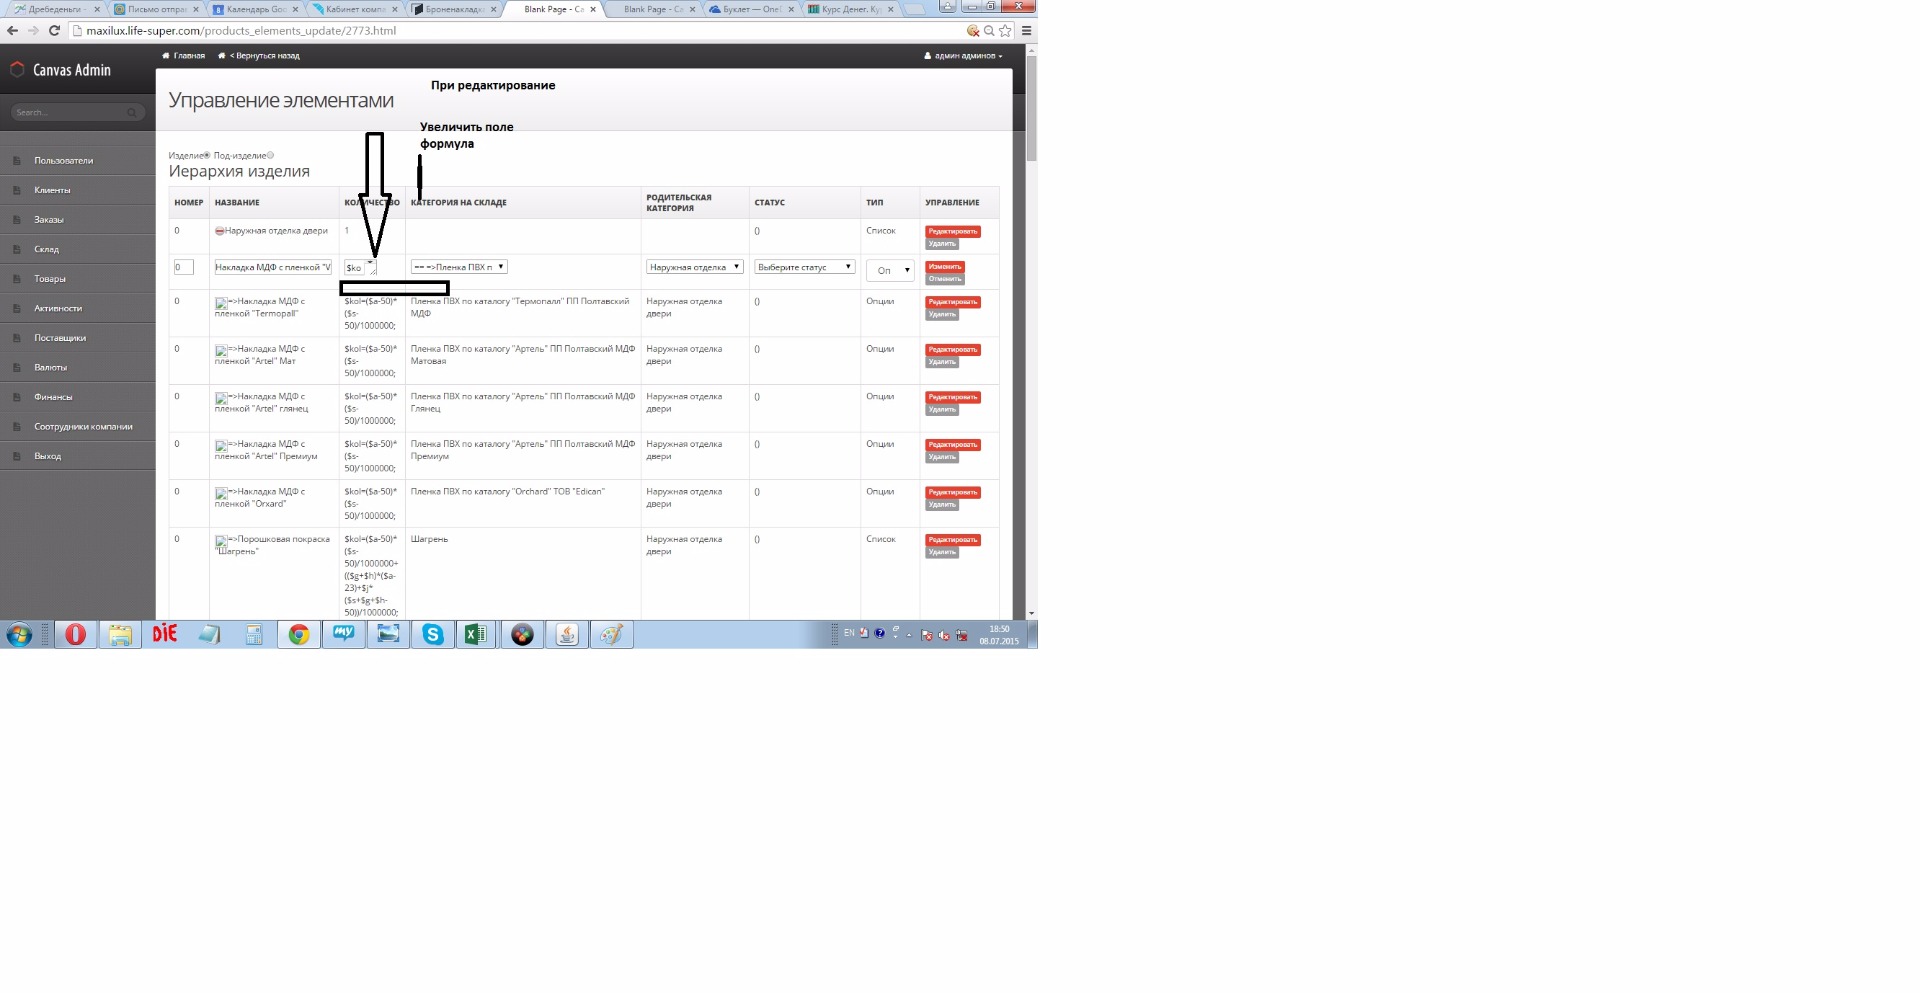 Дребеденьги -
Письмо отпра
Календарь Goo
Кабинет компа
Броненакладк
Blank Page - Ca
Blank Page - Ca
Буклет — OneI
Курс Денег. Ку
maxilux.life-super.com/products_elements_update/2773.html
Canvas Admin
Главная < Вернуться назад
админ админов
Search...
Пользователи
Клиенты
Заказы
Склад
Товары
Активности
Поставщики
Валюты
Финансы
Соотрудники компании
Выход
Управление элементами
При редактирование
Увеличить поле
формула
Изделие Под-изделие
Иерархия изделия
НОМЕР НАЗВАНИЕ КОЛИЧЕСТВО КАТЕГОРИЯ НА СКЛАДЕ РОДИТЕЛЬСКАЯ КАТЕГОРИЯ СТАТУС ТИП УПРАВЛЕНИЕ
0 Наружная отделка двери 1 () Список Редактировать
Удалить
0 Накладка МДФ с пленкой "V $ko == =>Пленка ПВХ п Наружная отделка Выберите статус Оп Изменить
Отменить
0 =>Накладка МДФ с $kol=($a-50)* Пленка ПВХ по каталогу "Термопалл" ПП Полтавский Наружная отделка () Опции Редактировать
пленкой "Termopall" ($s- МДФ двери Удалить
50)/1000000;
0 =>Накладка МДФ с $kol=($a-50)* Пленка ПВХ по каталогу "Артель" ПП Полтавский МДФ Наружная отделка () Опции Редактировать
пленкой "Artel" Мат ($s- Матовая двери Удалить
50)/1000000;
0 =>Накладка МДФ с $kol=($a-50)* Пленка ПВХ по каталогу "Артель" ПП Полтавский МДФ Наружная отделка () Опции Редактировать
пленкой "Artel" глянец ($s- Глянец двери Удалить
50)/1000000;
0 =>Накладка МДФ с $kol=($a-50)* Пленка ПВХ по каталогу "Артель" ПП Полтавский МДФ Наружная отделка () Опции Редактировать
пленкой "Artel" Премиум ($s- Премиум двери Удалить
50)/1000000;
0 =>Накладка МДФ с $kol=($a-50)* Пленка ПВХ по каталогу "Orchard" ТОВ "Edican" Наружная отделка () Опции Редактировать
пленкой "Orxard" ($s- двери Удалить
50)/1000000;
0 =>Порошковая покраска $kol=($a-50)* Шагрень Наружная отделка () Список Редактировать
"Шагрень" ($s- двери Удалить
50)/1000000+
(($g+$h)*($a-
23)+$j*
($s+$g+$h-
50))/1000000;
DiE
my
EN
18:50
08.07.2015